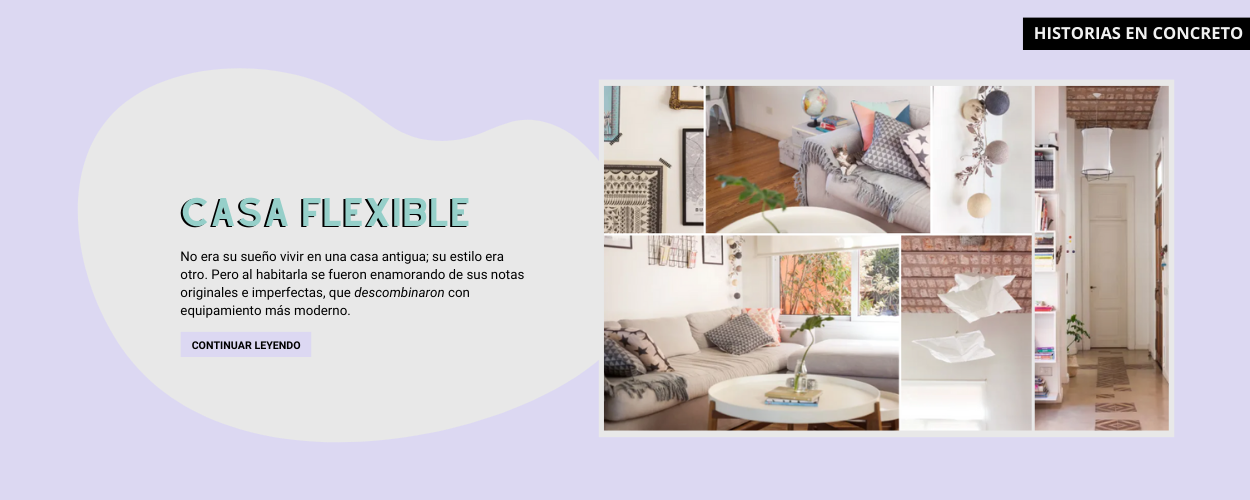 HISTORIAS EN CONCRETO
CASA FLEXIBLE
No era su sueño vivir en una casa antigua; su estilo era
otro. Pero al habitarla se fueron enamorando de sus notas
originales e imperfectas, que descombinaron con
equipamiento más moderno.
CONTINUAR LEYENDO